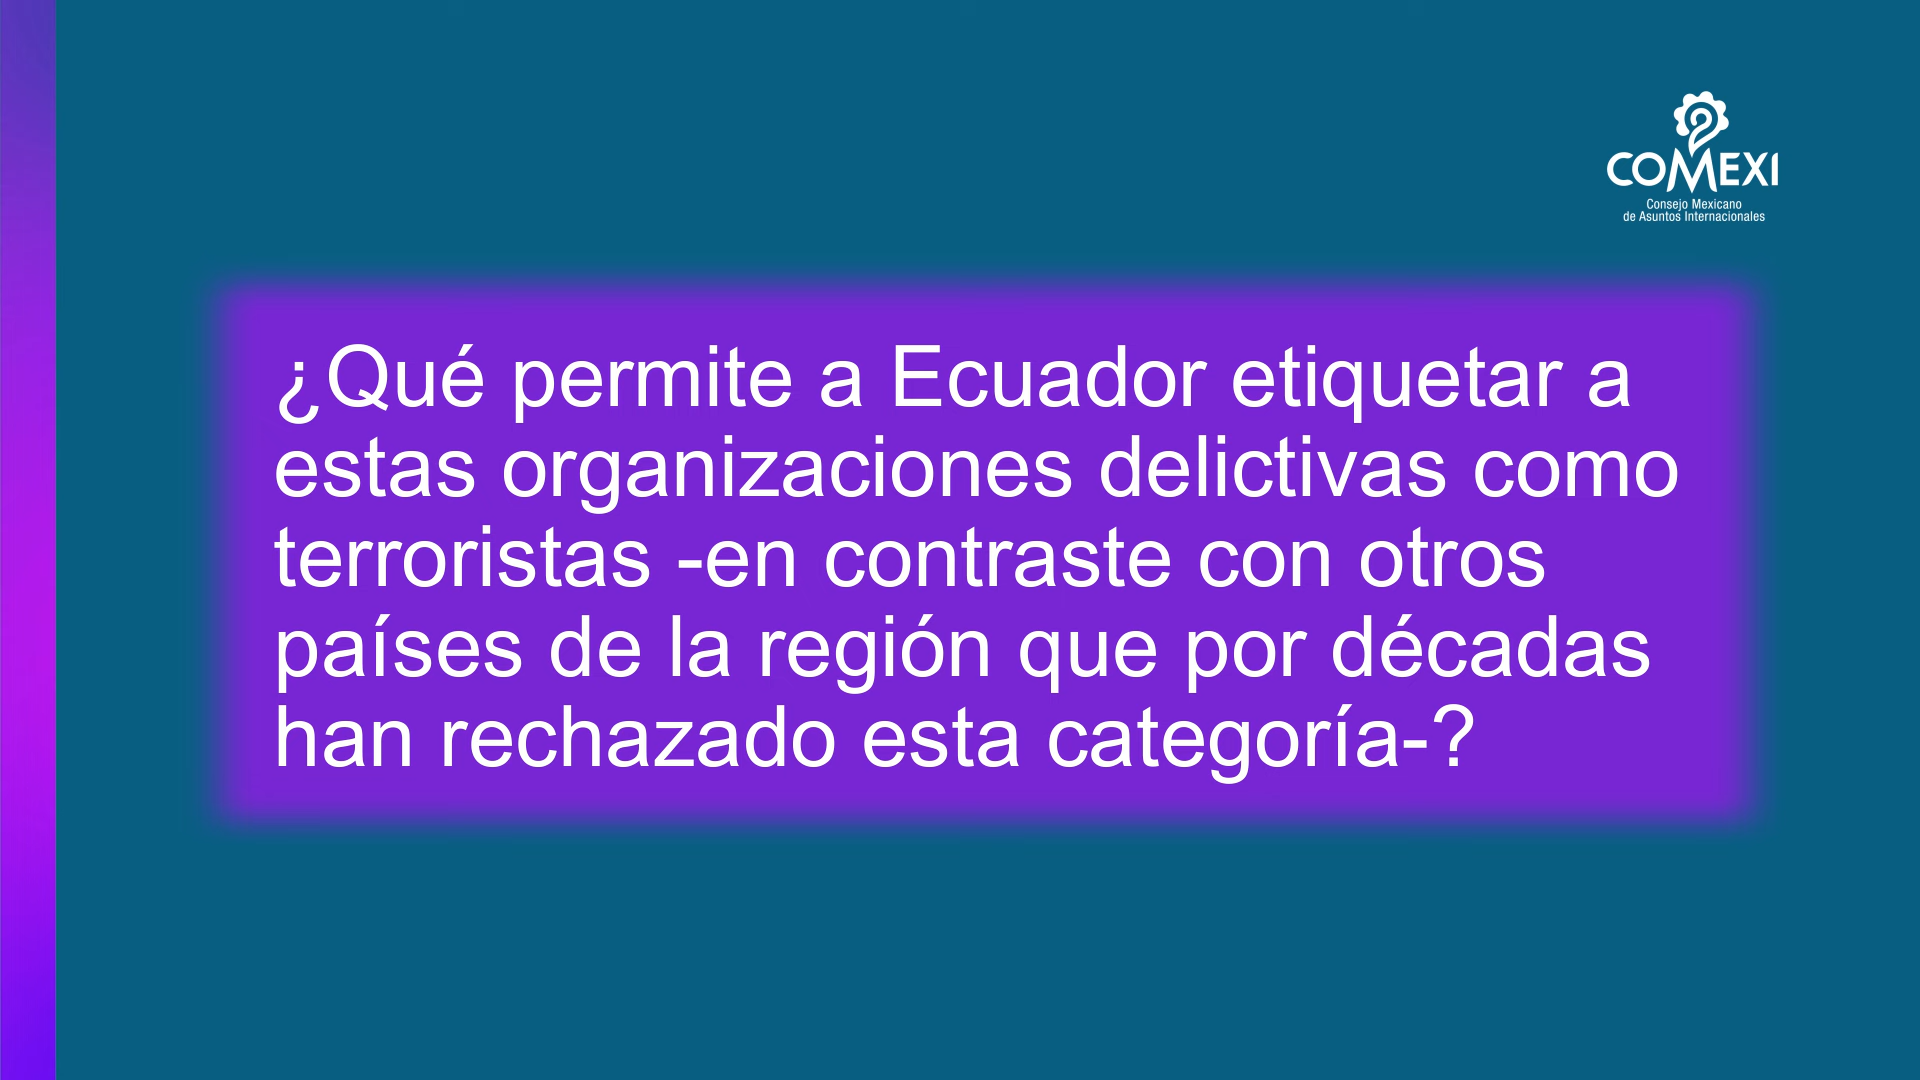 COMEXI
Consejo Mexicano
de Asuntos Internacionales
¿Qué permite a Ecuador etiquetar a
estas organizaciones delictivas como
terroristas -en contraste con otros
países de la región que por décadas
han rechazado esta categoría-?